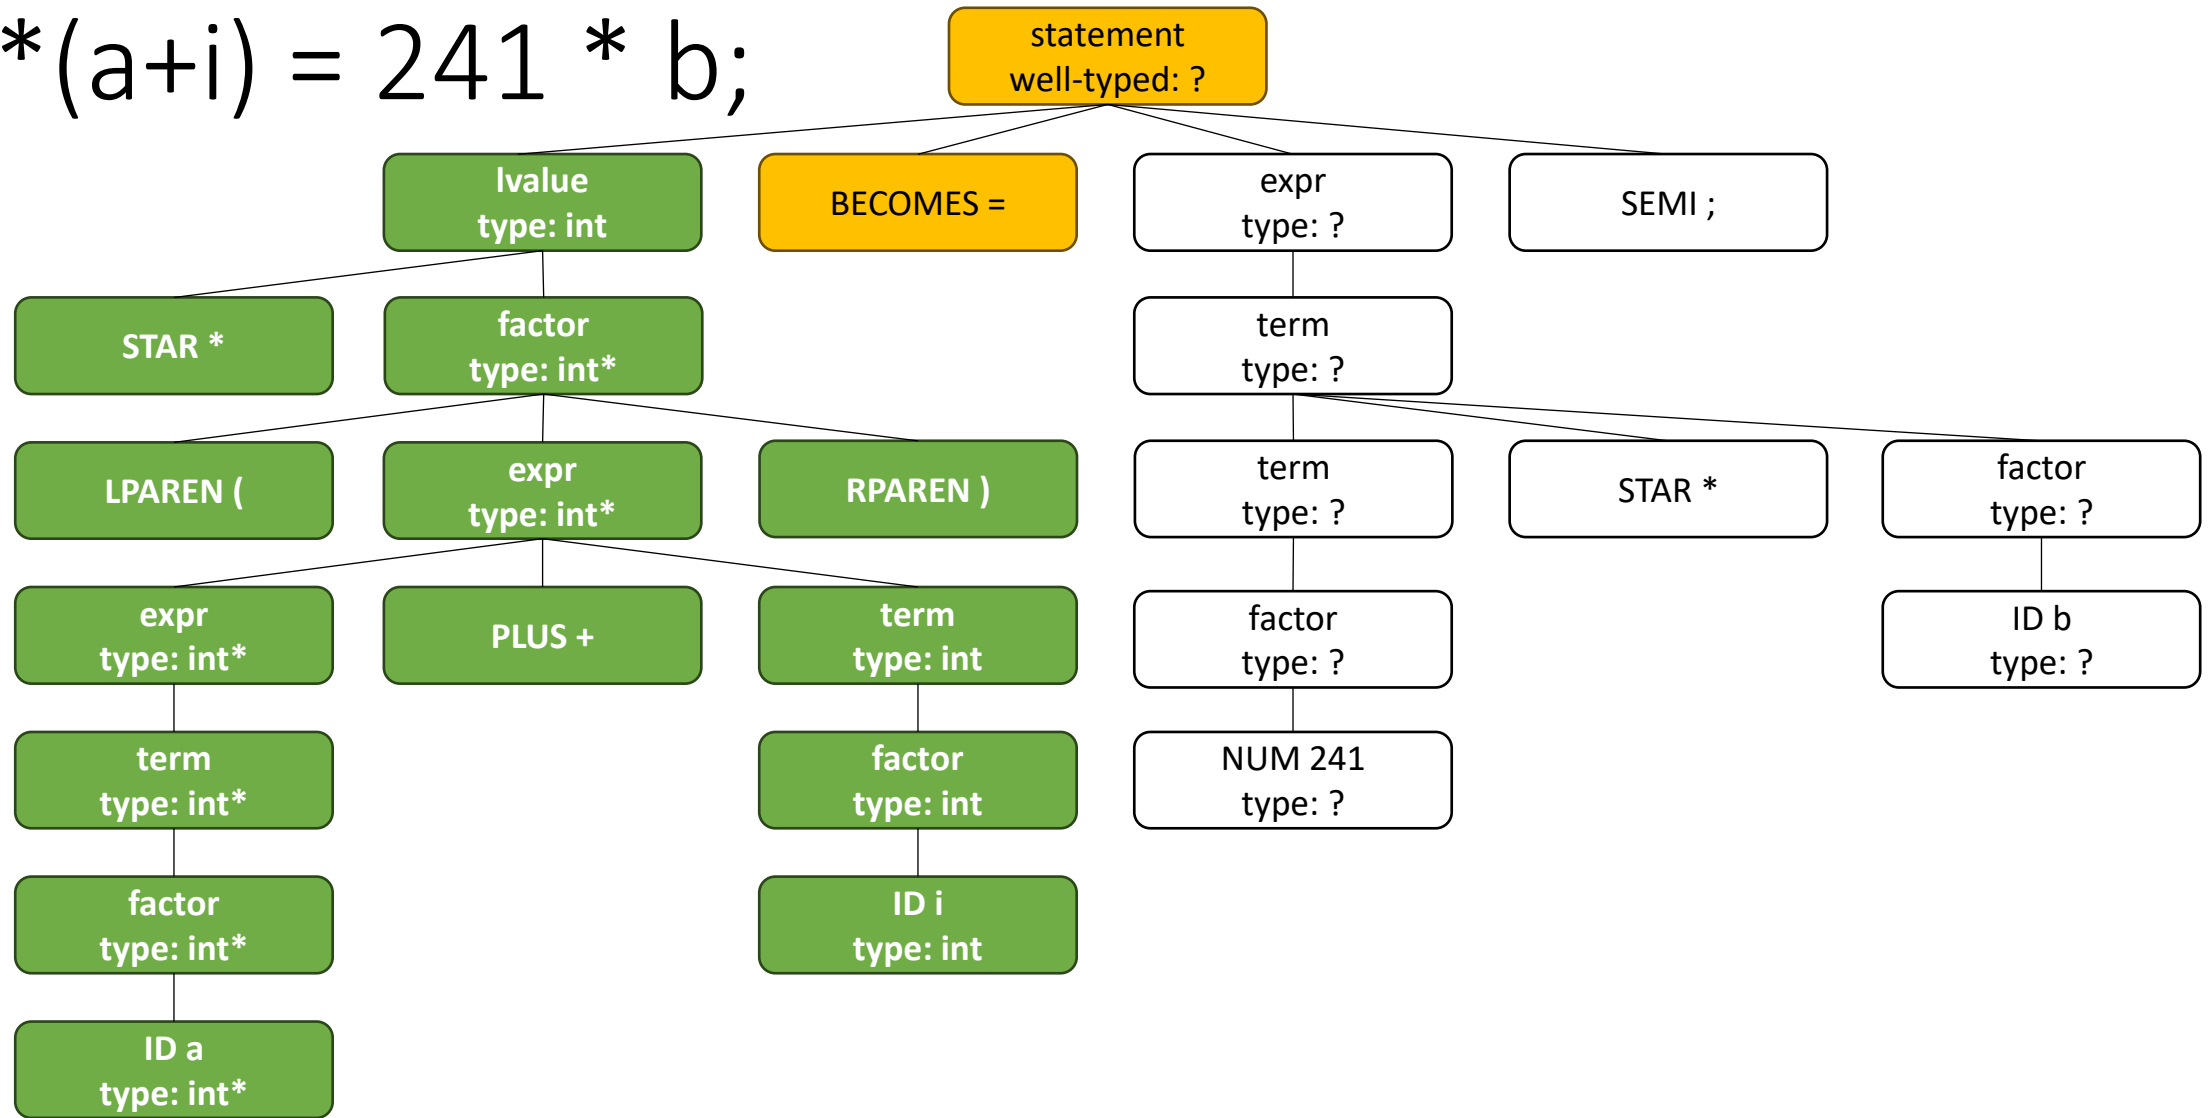 *(a+i) = 241 * b;
statement
well-typed: ?
lvalue
type: int
BECOMES =
expr
type: ?
SEMI ;
STAR *
factor
type: int*
term
type: ?
LPAREN (
expr
type: int*
RPAREN )
term
type: ?
STAR *
factor
type: ?
expr
type: int*
PLUS +
term
type: int
factor
type: ?
ID b
type: ?
term
type: int*
factor
type: int
NUM 241
type: ?
factor
type: int*
ID i
type: int
ID a
type: int*